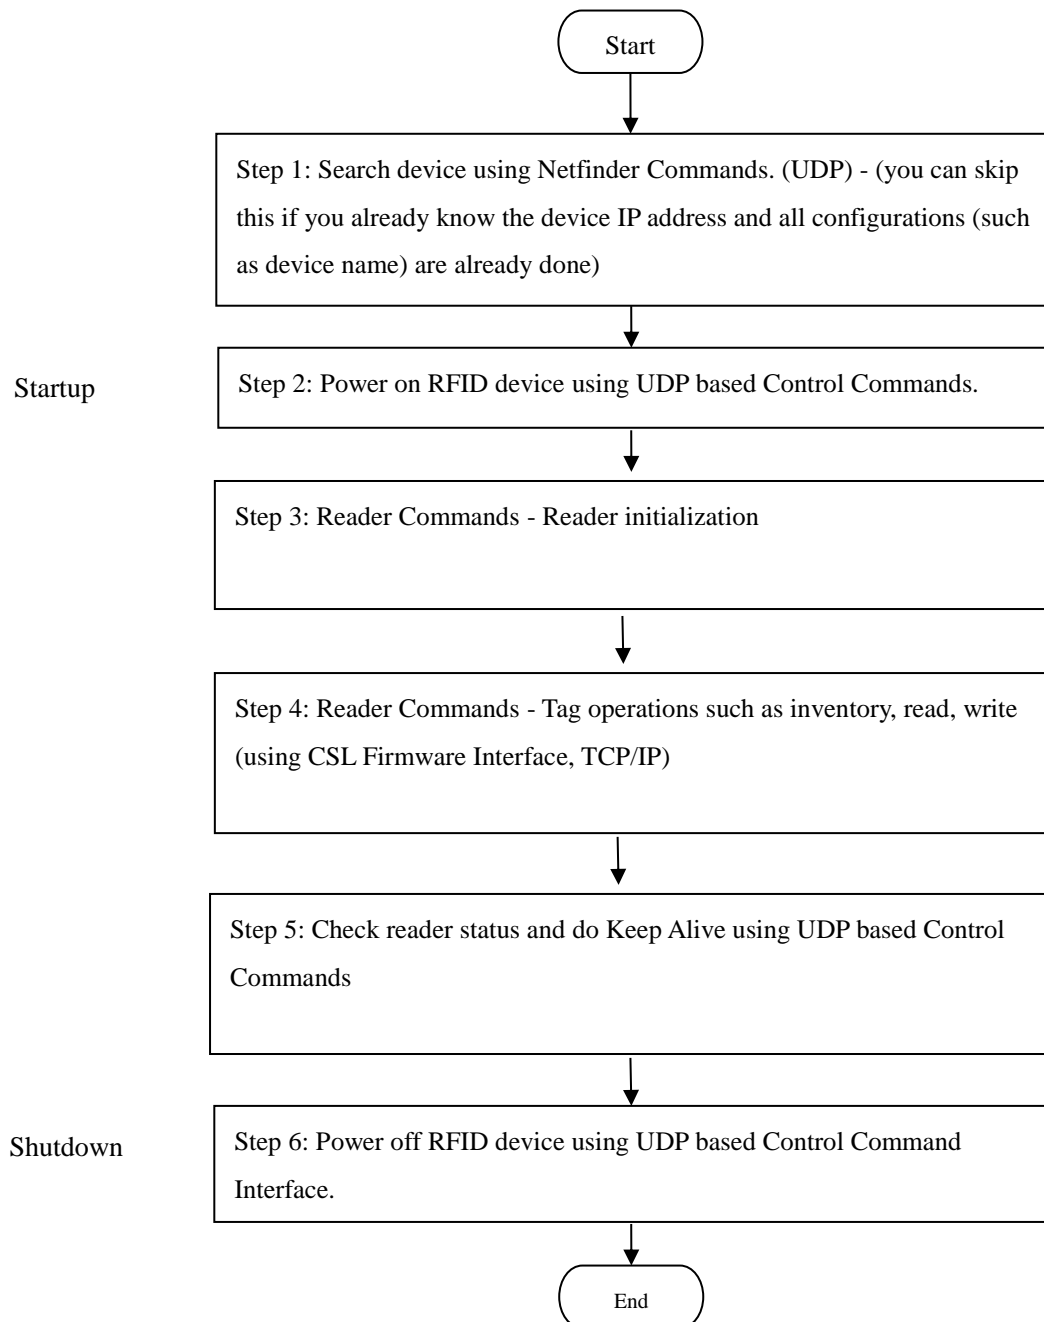 Start
Step 1: Search device using Netfinder Commands. (UDP) - (you can skip
this if you already know the device IP address and all configurations (such
as device name) are already done)
Startup
Step 2: Power on RFID device using UDP based Control Commands.
Step 3: Reader Commands - Reader initialization
Step 4: Reader Commands - Tag operations such as inventory, read, write
(using CSL Firmware Interface, TCP/IP)
Step 5: Check reader status and do Keep Alive using UDP based Control
Commands
Shutdown
Step 6: Power off RFID device using UDP based Control Command
Interface.
End